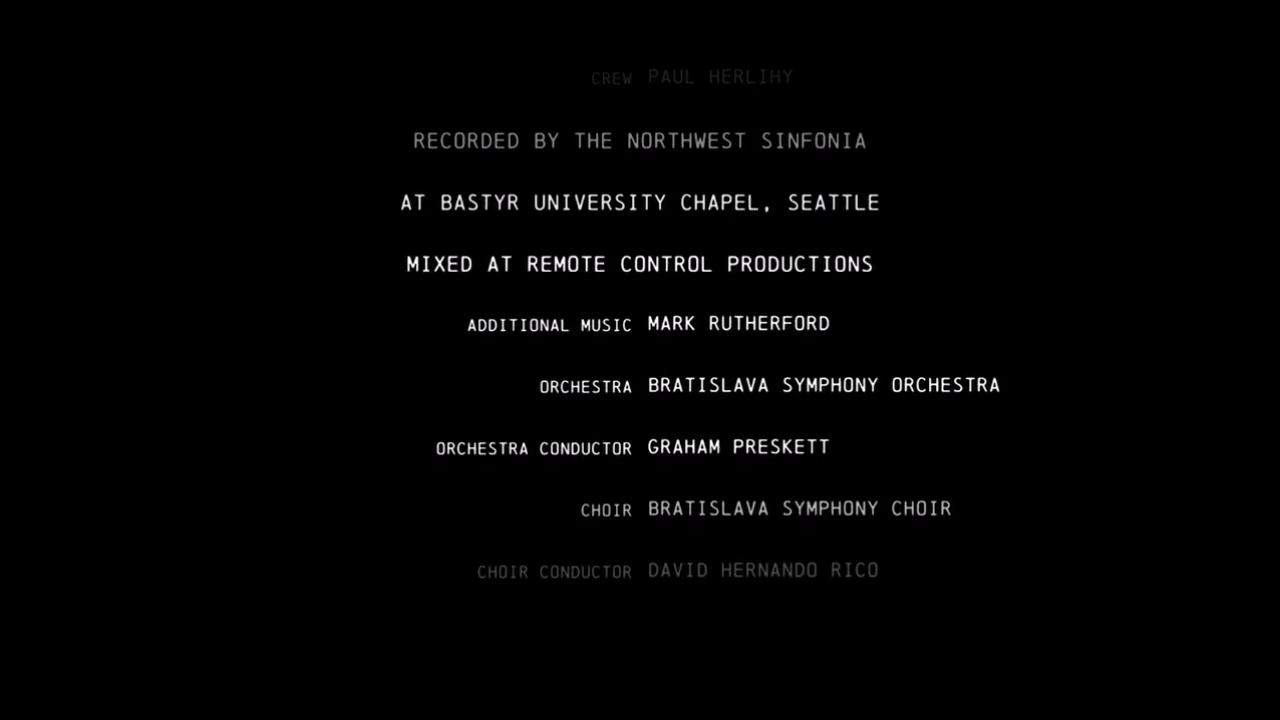 CREW PAUL HERLIHY
RECORDED BY THE NORTHWEST SINFONIA
AT BASTYR UNIVERSITY CHAPEL, SEATTLE
MIXED AT REMOTE CONTROL PRODUCTIONS
ADDITIONAL MUSIC MARK RUTHERFORD
ORCHESTRA BRATISLAVA SYMPHONY ORCHESTRA
ORCHESTRA CONDUCTOR GRAHAM PRESKETT
CHOIR BRATISLAVA SYMPHONY CHOIR
CHOIR CONDUCTOR DAVID HERNANDO RICO